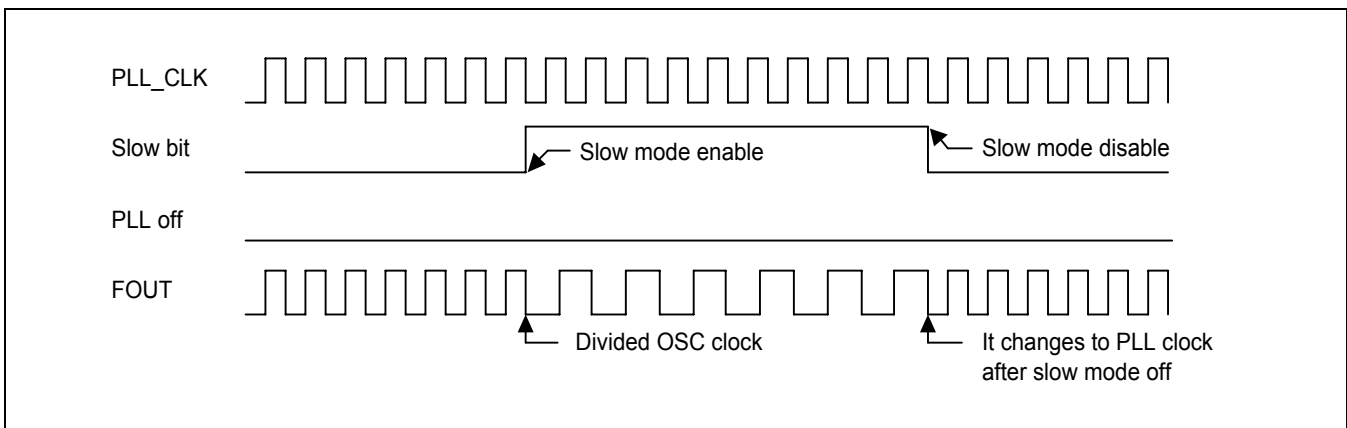 PLL_CLK
Slow bit
Slow mode enable
Slow mode disable
PLL off
FOUT
Divided OSC clock
It changes to PLL clock
after slow mode off